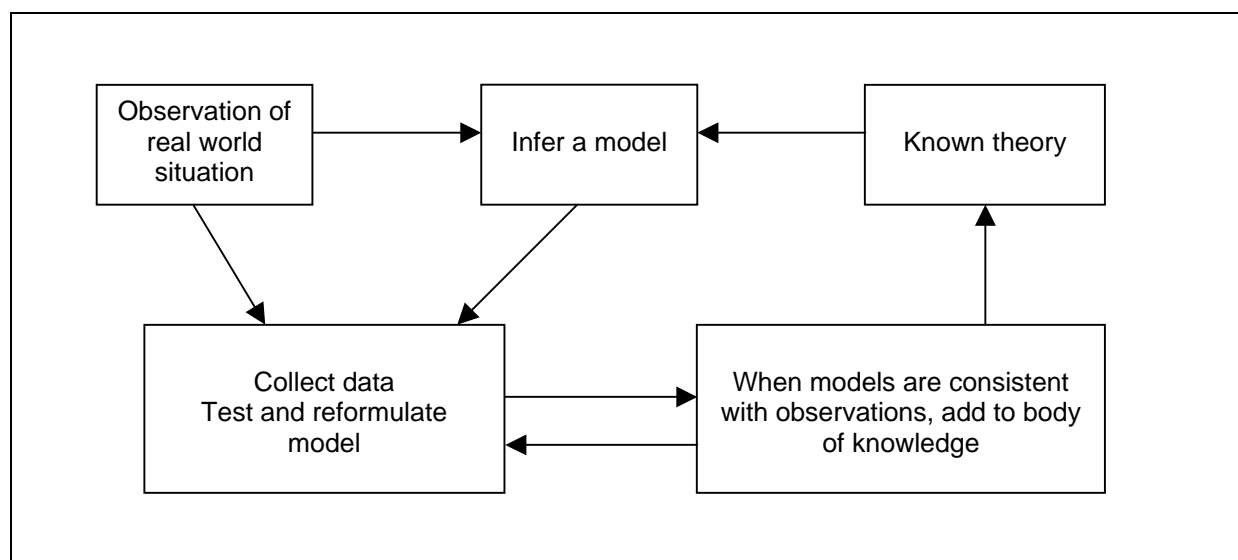 Observation of
real world
situation
Infer a model
Known theory
Collect data
Test and reformulate
model
When models are consistent
with observations, add to body
of knowledge